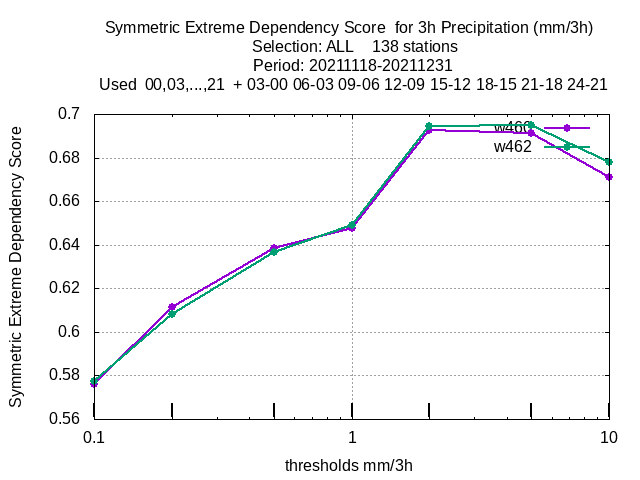 Symmetric Extreme Dependency Score  for 3h Precipitation (mm/3h)
Selection: ALL    138 stations
Period: 20211118-20211231
Used  00,03,...,21  + 03-00 06-03 09-06 12-09 15-12 18-15 21-18 24-21
Symmetric Extreme Dependency Score
0.7
0.68
0.66
0.64
0.62
0.6
0.58
0.56
w462
0.1
1
10
thresholds mm/3h